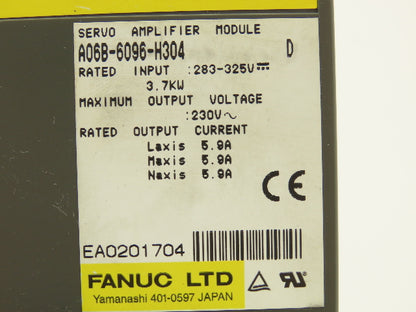 SERVO AMPLIFIER MODULE
A06B-6096-H304 D
RATED INPUT :283-325V⎓
3.7KW
MAXIMUM OUTPUT VOLTAGE
:230V~
RATED OUTPUT CURRENT
Laxis 5.9A
Maxis 5.9A
Naxis 5.9A
CE
EA0201704
FANUC LTD
Yamanashi 401-0597 JAPAN